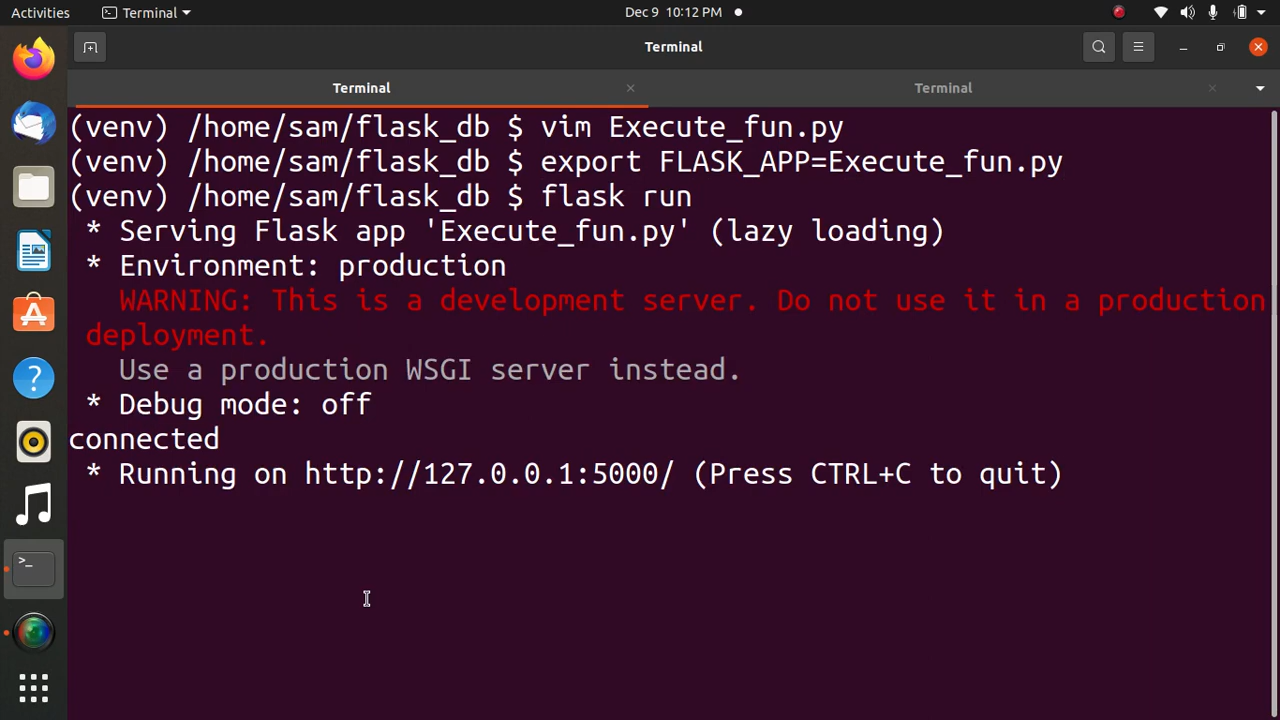 Activities Terminal Dec 9 10:12 PM
Terminal
Terminal Terminal
(venv) /home/sam/flask_db $ vim Execute_fun.py
(venv) /home/sam/flask_db $ export FLASK_APP=Execute_fun.py
(venv) /home/sam/flask_db $ flask run
* Serving Flask app 'Execute_fun.py' (lazy loading)
* Environment: production
WARNING: This is a development server. Do not use it in a production
deployment.
Use a production WSGI server instead.
* Debug mode: off
connected
* Running on http://127.0.0.1:5000/ (Press CTRL+C to quit)